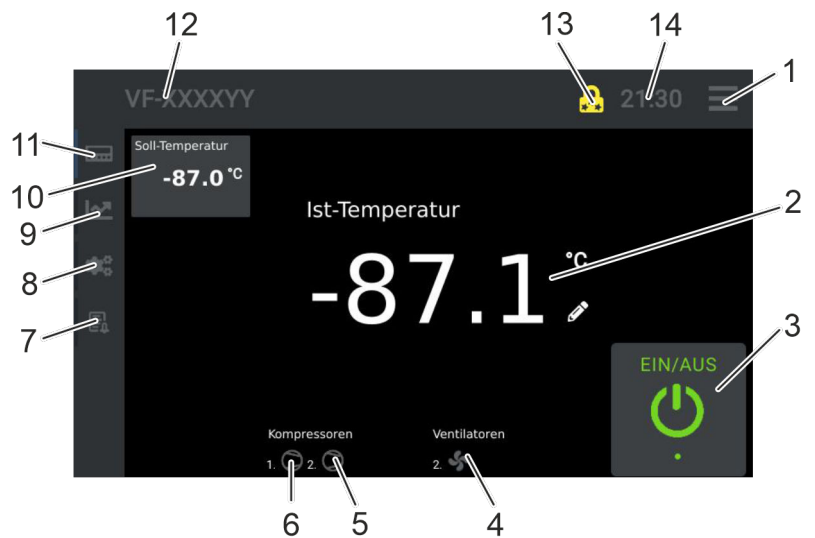 12
13
14
1
VF-XXXXYY
21:30
11
Soll-Temperatur
-87.0 °C
10
Ist-Temperatur
2
9
°C
-87.1
8
7
3
EIN/AUS
Kompressoren
Ventilatoren
1. 2.
2.
6
5
4